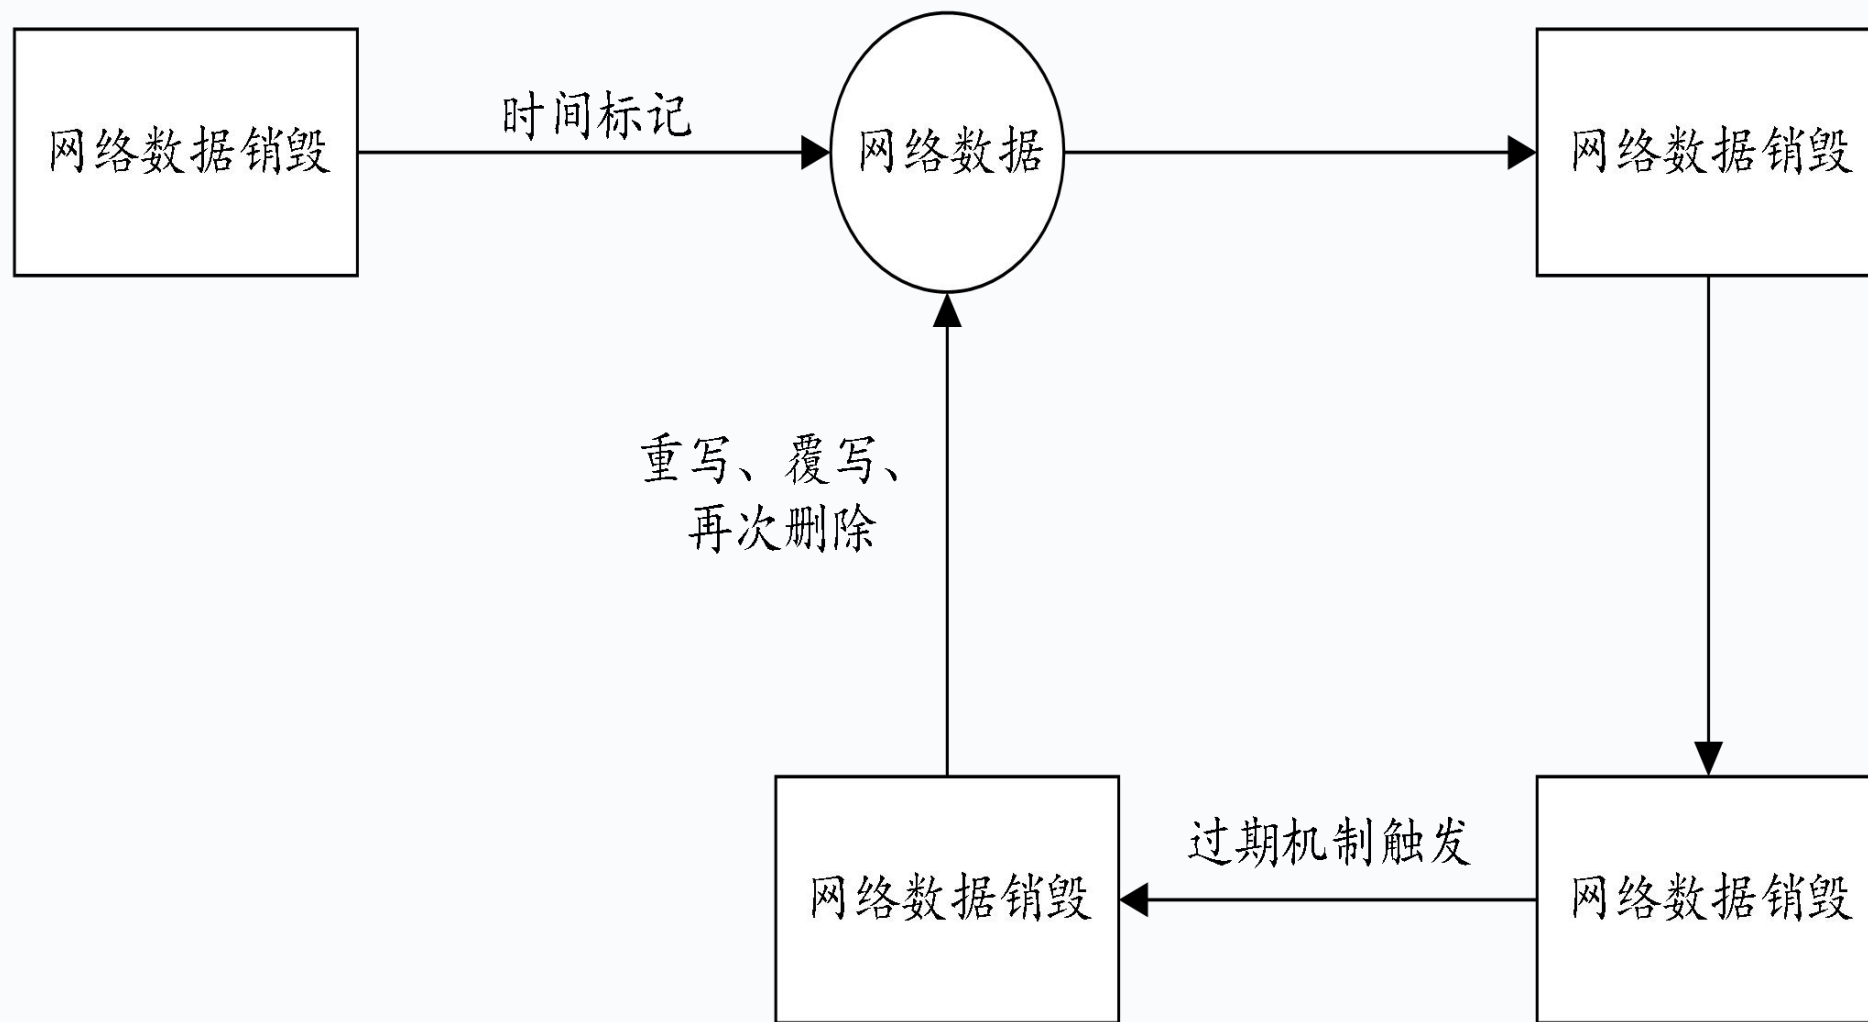 网络数据销毁
时间标记
网络数据
网络数据销毁
重写、覆写、
再次删除
网络数据销毁
过期机制触发
网络数据销毁